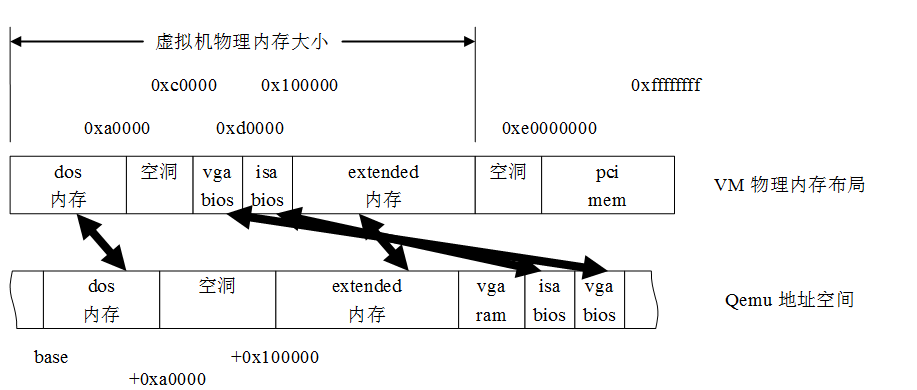 虚拟机物理内存大小
0xc0000 0x100000 0xffffffff
0xa0000 0xd0000 0xe0000000
dos 空洞 vga isa extended 空洞 pci
内存 bios bios 内存 mem
VM 物理内存布局
dos 空洞 extended vga isa vga
内存 内存 ram bios bios
Qemu 地址空间
base +0x100000
+0xa0000